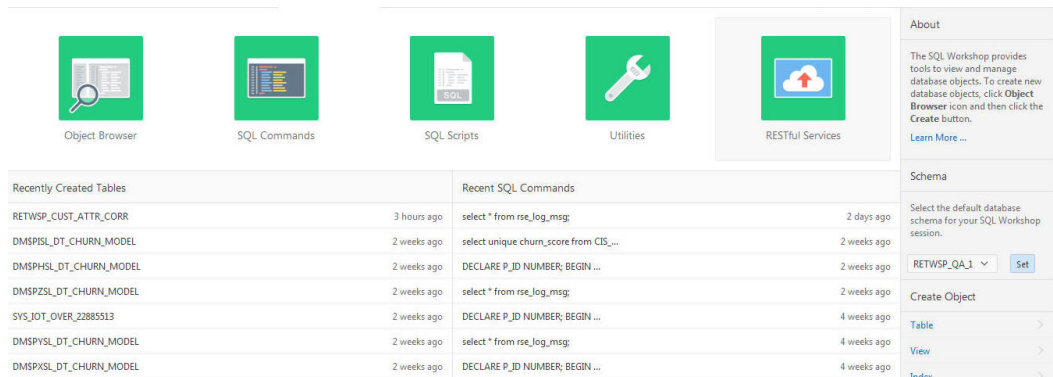 SQL
Object Browser
SQL Commands
SQL Scripts
Utilities
RESTful Services
Recently Created Tables
RETWSP_CUST_ATTR_CORR 3 hours ago
DM$PISL_DT_CHURN_MODEL 2 weeks ago
DM$PHSL_DT_CHURN_MODEL 2 weeks ago
DM$PZSL_DT_CHURN_MODEL 2 weeks ago
SYS_IOT_OVER_22885513 2 weeks ago
DM$PYSL_DT_CHURN_MODEL 2 weeks ago
DM$PXSL_DT_CHURN_MODEL 2 weeks ago
Recent SQL Commands
select * from rse_log_msg; 2 days ago
select unique churn_score from CIS_... 2 weeks ago
DECLARE P_ID NUMBER; BEGIN ... 2 weeks ago
select * from rse_log_msg; 2 weeks ago
DECLARE P_ID NUMBER; BEGIN ... 4 weeks ago
select * from rse_log_msg; 4 weeks ago
DECLARE P_ID NUMBER; BEGIN ... 4 weeks ago
About
The SQL Workshop provides
tools to view and manage
database objects. To create new
database objects, click Object
Browser icon and then click the
Create button.
Learn More ...
Schema
Select the default database
schema for your SQL Workshop
session.
RETWSP_QA_1 Set
Create Object
Table
View
Index